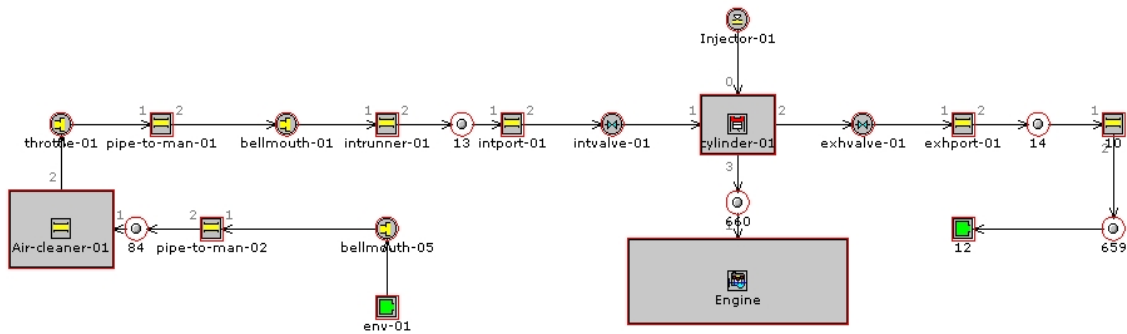 Injector-01
0
1 2
1 2
1 2
1 2
1 2
1
throttle-01 pipe-to-man-01 bellmouth-01 intrunner-01 13 intport-01 intvalve-01 cylinder-01 exhvalve-01 exhport-01 14 10
2
3
2
1 2 1
Air-cleaner-01 84 pipe-to-man-02 bellmouth-05 660 12 659
1
Engine
env-01